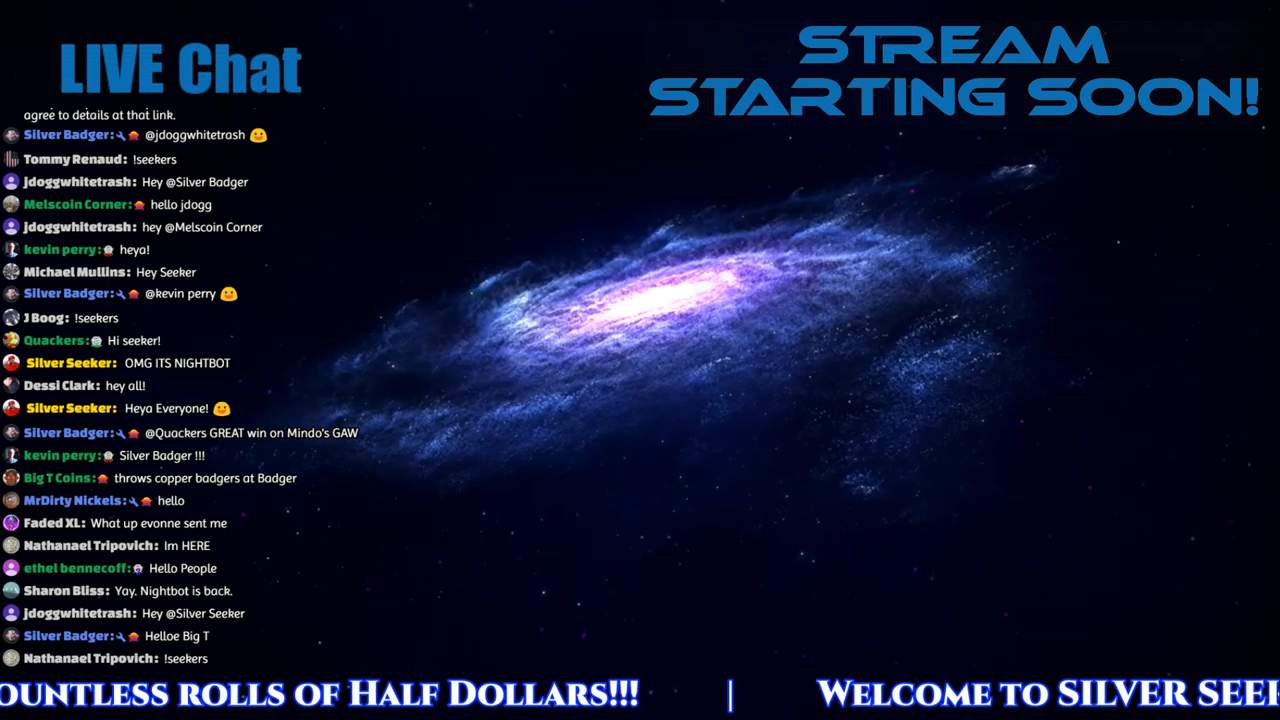 LIVE Chat
STREAM
STARTING SOON!
agree to details at that link.
Silver Badger: @jdoggwhitetrash
Tommy Renaud: !seekers
jdoggwhitetrash: Hey @Silver Badger
Melscoin Corner: hello jdogg
jdoggwhitetrash: hey @Melscoin Corner
kevin perry: heya!
Michael Mullins: Hey Seeker
Silver Badger: @kevin perry
J Boog: !seekers
Quackers: Hi seeker!
Silver Seeker: OMG ITS NIGHTBOT
Dessi Clark: hey all!
Silver Seeker: Heya Everyone!
Silver Badger: @Quackers GREAT win on Mindo's GAW
kevin perry: Silver Badger !!!
Big T Coins: throws copper badgers at Badger
MrDirty Nickels: hello
Faded XL: What up evonne sent me
Nathanael Tripovich: Im HERE
ethel bennecoff: Hello People
Sharon Bliss: Yay. Nightbot is back.
jdoggwhitetrash: Hey @Silver Seeker
Silver Badger: Helloe Big T
Nathanael Tripovich: !seekers
OUNTLESS ROLLS OF HALF DOLLARS!!! | WELCOME TO SILVER SEE